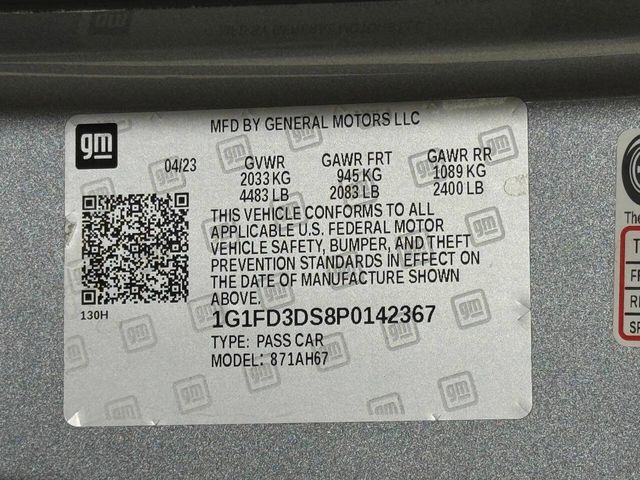 gm
MFD BY GENERAL MOTORS LLC
04/23 GVWR GAWR FRT GAWR RR
2033 KG 945 KG 1089 KG
4483 LB 2083 LB 2400 LB
THIS VEHICLE CONFORMS TO ALL
APPLICABLE U.S. FEDERAL MOTOR
VEHICLE SAFETY, BUMPER, AND THEFT
PREVENTION STANDARDS IN EFFECT ON
THE DATE OF MANUFACTURE SHOWN
ABOVE.
130H
1G1FD3DS8P0142367
TYPE: PASS CAR
MODEL: 871AH67
The